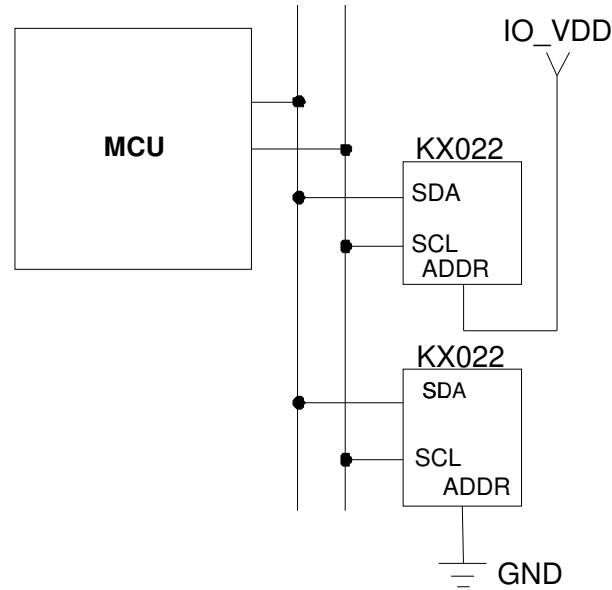 IO_VDD
MCU
KX022
SDA
SCL
ADDR
KX022
SDA
SCL
ADDR
GND